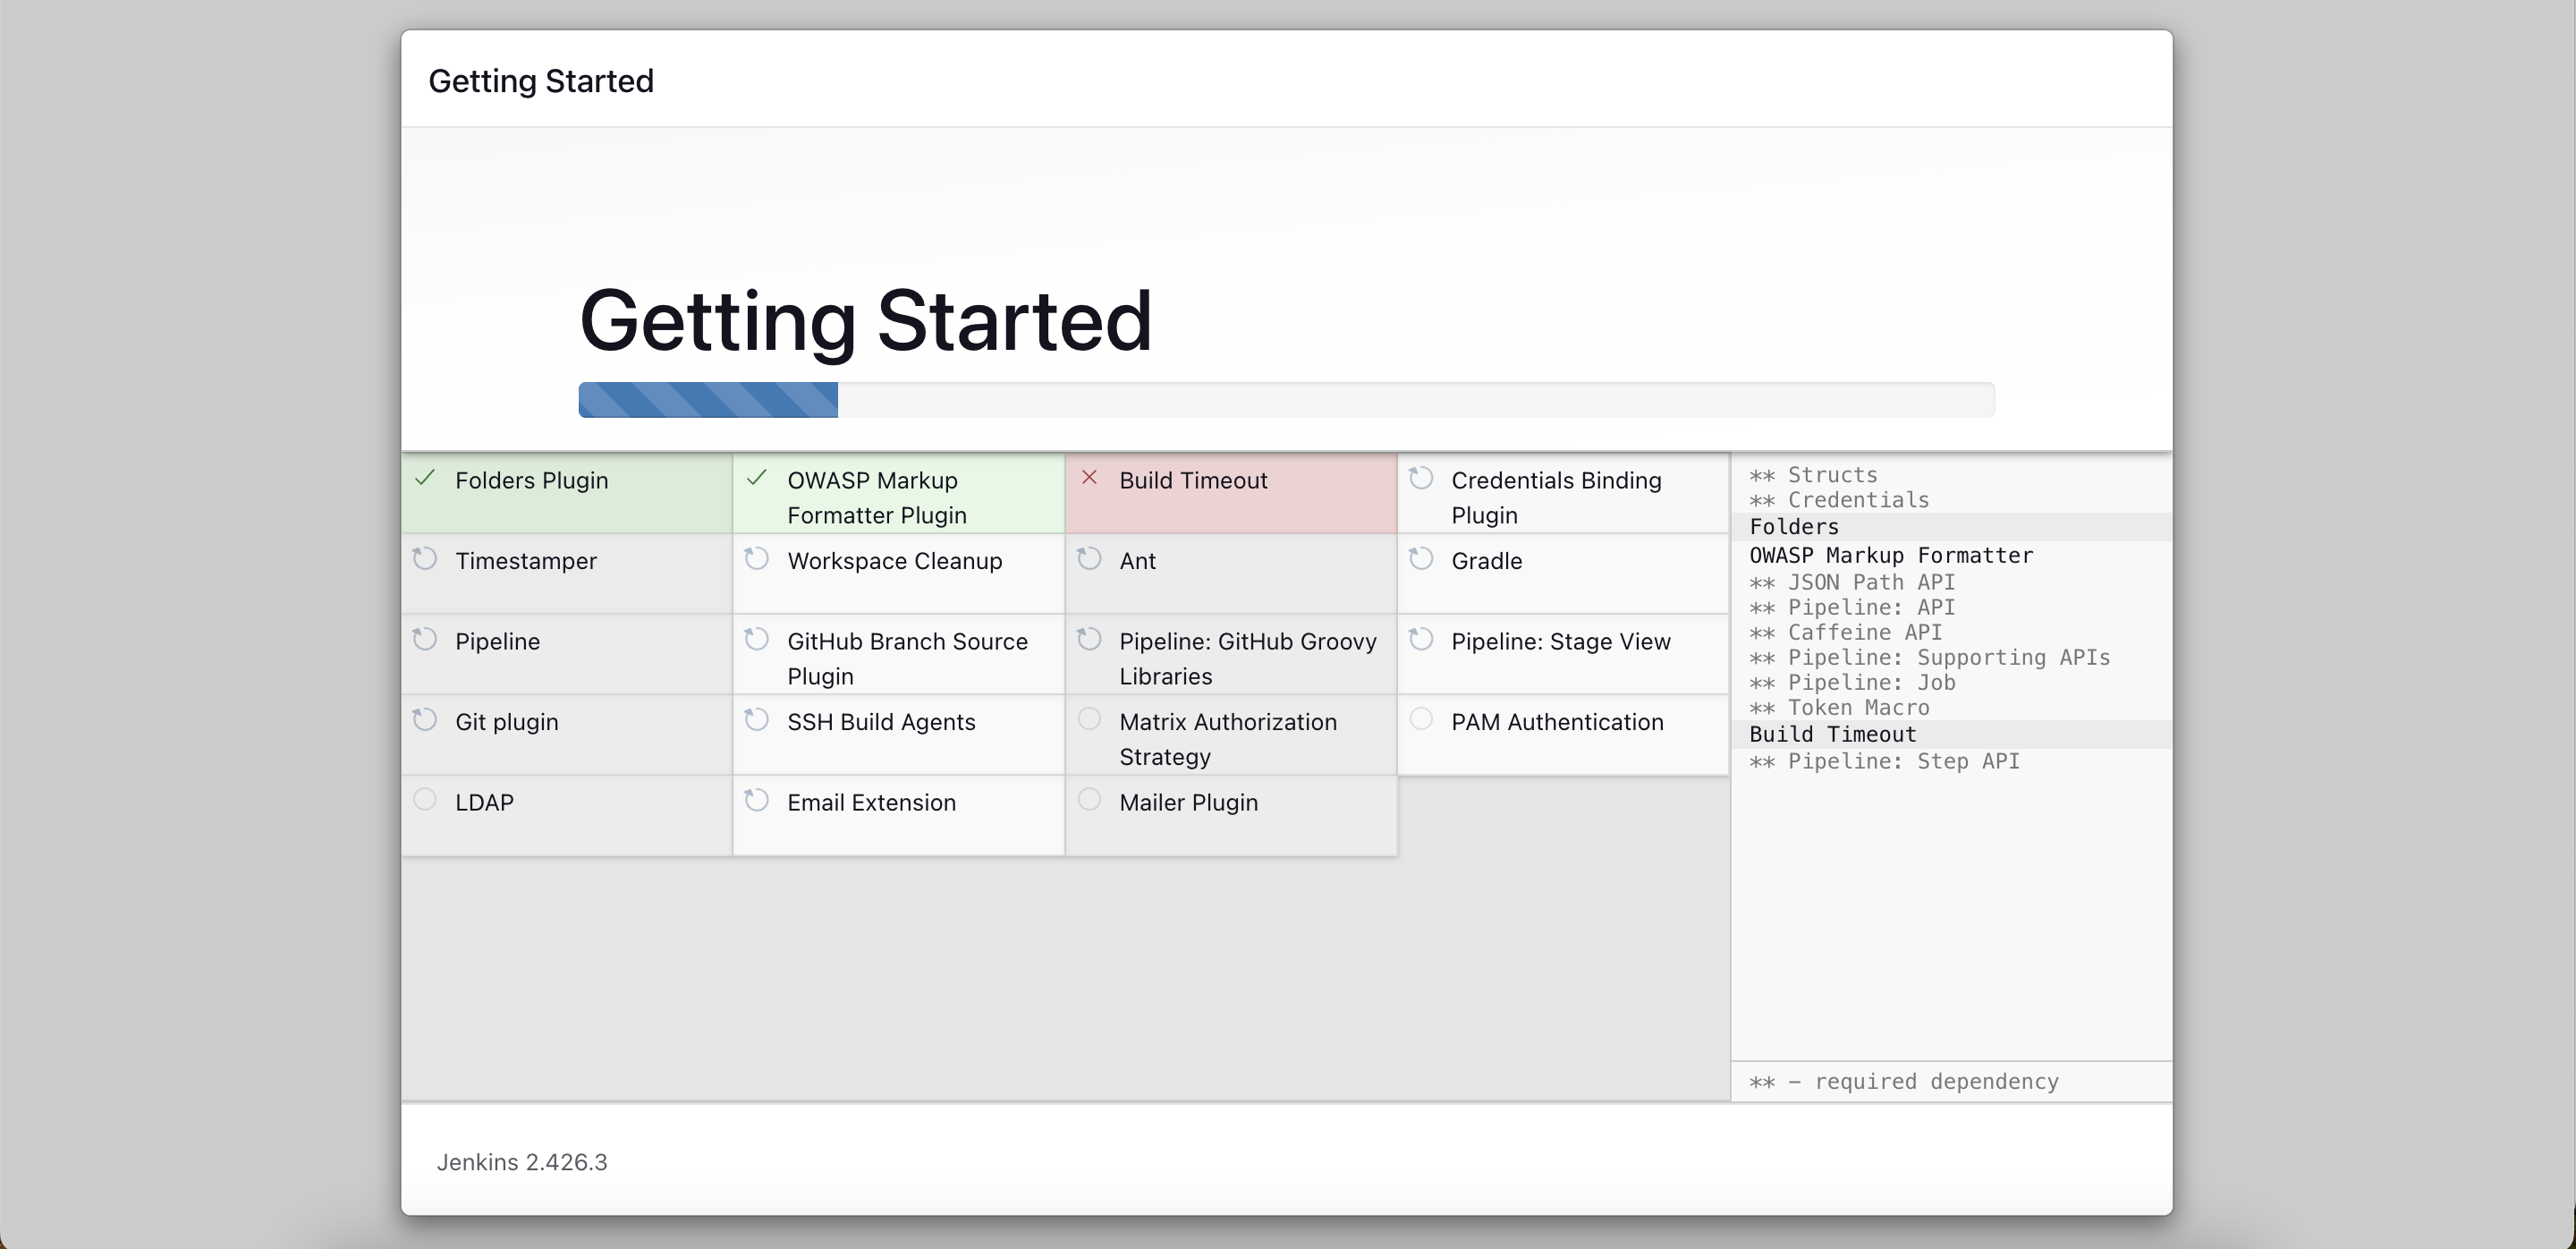 Getting Started
Getting Started
Folders Plugin
OWASP Markup
Formatter Plugin
Build Timeout
Credentials Binding
Plugin
Timestamper
Workspace Cleanup
Ant
Gradle
Pipeline
GitHub Branch Source
Plugin
Pipeline: GitHub Groovy
Libraries
Pipeline: Stage View
Git plugin
SSH Build Agents
Matrix Authorization
Strategy
PAM Authentication
LDAP
Email Extension
Mailer Plugin
** Structs
** Credentials
Folders
OWASP Markup Formatter
** JSON Path API
** Pipeline: API
** Caffeine API
** Pipeline: Supporting APIs
** Pipeline: Job
** Token Macro
Build Timeout
** Pipeline: Step API
** – required dependency
Jenkins 2.426.3